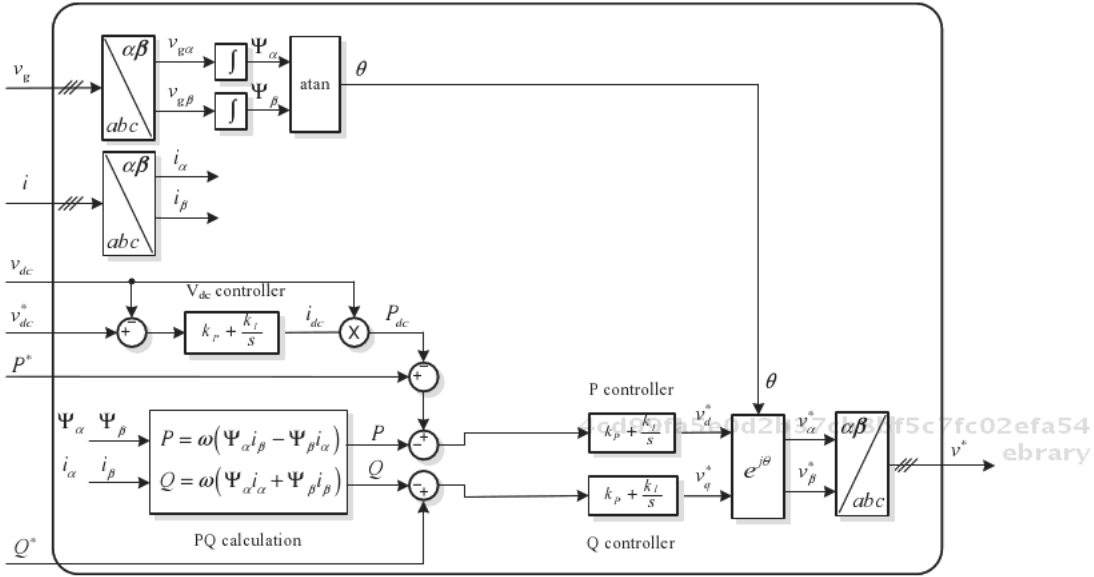 v_g
αβ
abc
v_gα
v_gβ
∫
∫
Ψ_α
Ψ_β
atan
θ
i
αβ
abc
i_α
i_β
v_dc
V_dc controller
v*_dc
+ −
k_P + k_I/s
i_dc
X
P_dc
P*
+ −
Ψ_α Ψ_β
i_α i_β
P = ω(Ψ_α i_β − Ψ_β i_α)
Q = ω(Ψ_α i_α + Ψ_β i_β)
PQ calculation
P
Q
− +
− +
Q*
P controller
k_P + k_I/s
v*_d
k_P + k_I/s
v*_q
Q controller
θ
e^jθ
v*_α
v*_β
αβ
abc
v*
ebrary